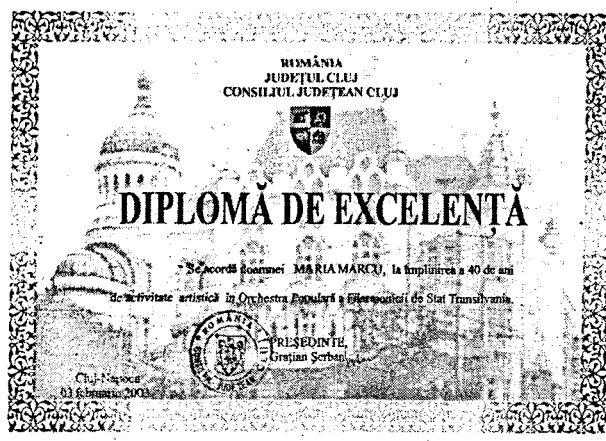 ROMÂNIA
JUDEȚUL CLUJ
CONSILIUL JUDEȚEAN CLUJ
DIPLOMĂ DE EXCELENȚĂ
Se acordă doamnei MARIA MARCU, la împlinirea a 40 de ani
de activitate artistică în Orchestra Populară a Filarmonicii de Stat Transilvania.
PREȘEDINTE,
Grațian Șerban
ROMÂNIA
Cluj-Napoca
03 februarie 2003